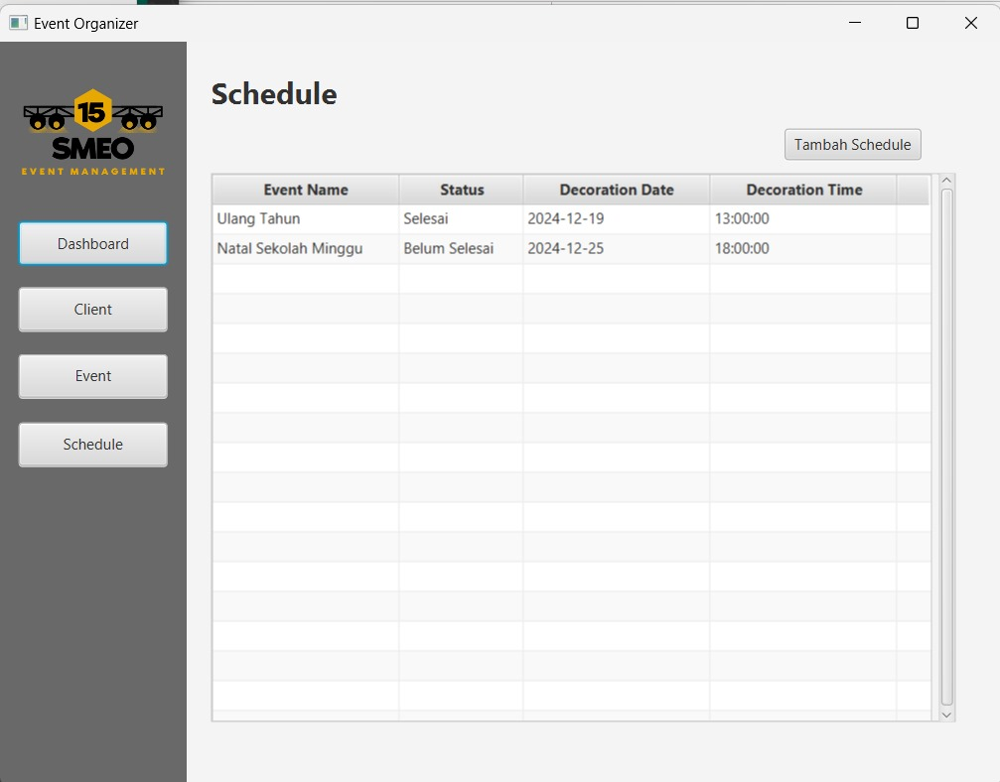 Event Organizer
15
SMEO
EVENT MANAGEMENT
Dashboard
Client
Event
Schedule
Schedule
Tambah Schedule
Event Name Status Decoration Date Decoration Time
Ulang Tahun Selesai 2024-12-19 13:00:00
Natal Sekolah Minggu Belum Selesai 2024-12-25 18:00:00